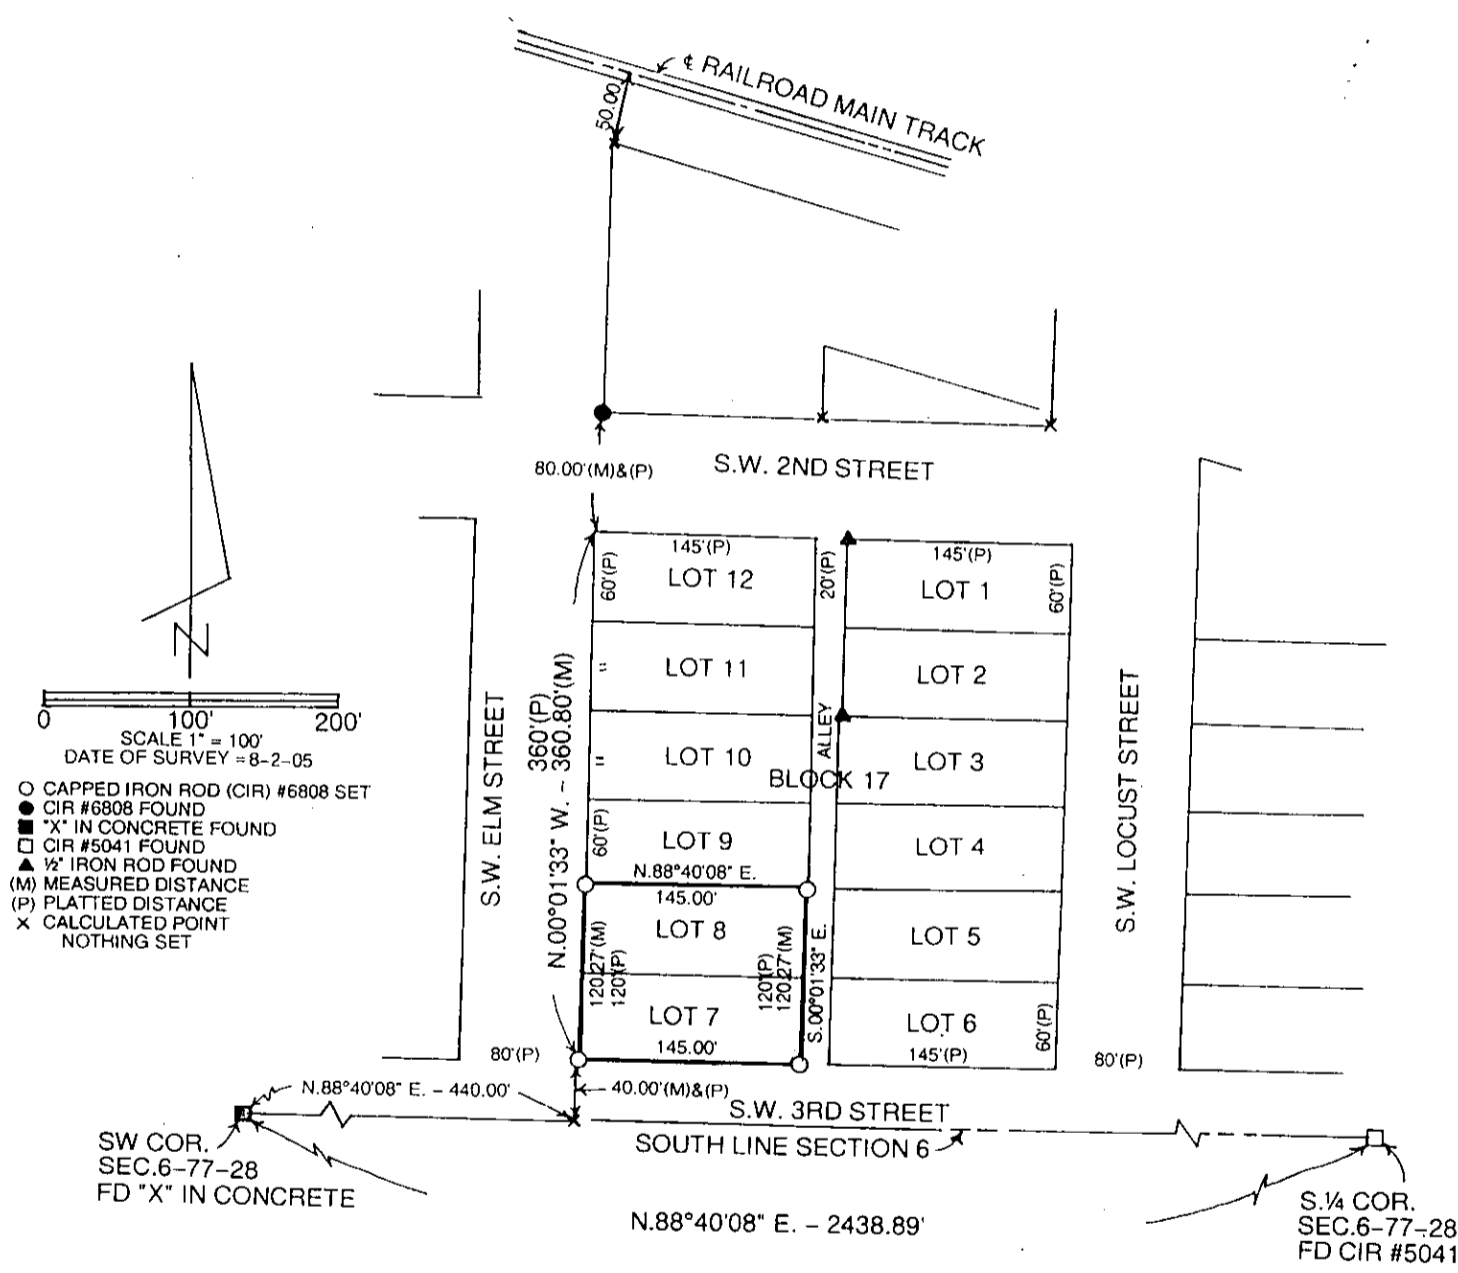 ℄ RAILROAD MAIN TRACK
50.00'
80.00'(M)&(P)
S.W. 2ND STREET
145'(P)
LOT 12
60'(P)
20'(P)
145'(P)
LOT 1
60'(P)
LOT 11
=
LOT 2
LOT 10
=
ALLEY
LOT 3
BLOCK 17
LOT 9
60'(P)
LOT 4
N.88°40'08" E.
145.00'
LOT 8
LOT 5
120.27'(M)
120'(P)
120'(P)
120.27'(M)
S.00°01'33" E.
LOT 7
145.00'
LOT 6
145'(P)
60'(P)
S.W. ELM STREET
360'(P)
N.00°01'33" W. - 360.80'(M)
S.W. LOCUST STREET
80'(P)
80'(P)
N
0 100' 200'
SCALE 1" = 100'
DATE OF SURVEY = 8-2-05
CAPPED IRON ROD (CIR) #6808 SET
CIR #6808 FOUND
"X" IN CONCRETE FOUND
CIR #5041 FOUND
½" IRON ROD FOUND
(M) MEASURED DISTANCE
(P) PLATTED DISTANCE
X CALCULATED POINT
NOTHING SET
N.88°40'08" E. - 440.00'
40.00'(M)&(P)
S.W. 3RD STREET
SOUTH LINE SECTION 6
SW COR.
SEC.6-77-28
FD "X" IN CONCRETE
N.88°40'08" E. - 2438.89'
S.¼ COR.
SEC.6-77-28
FD CIR #5041